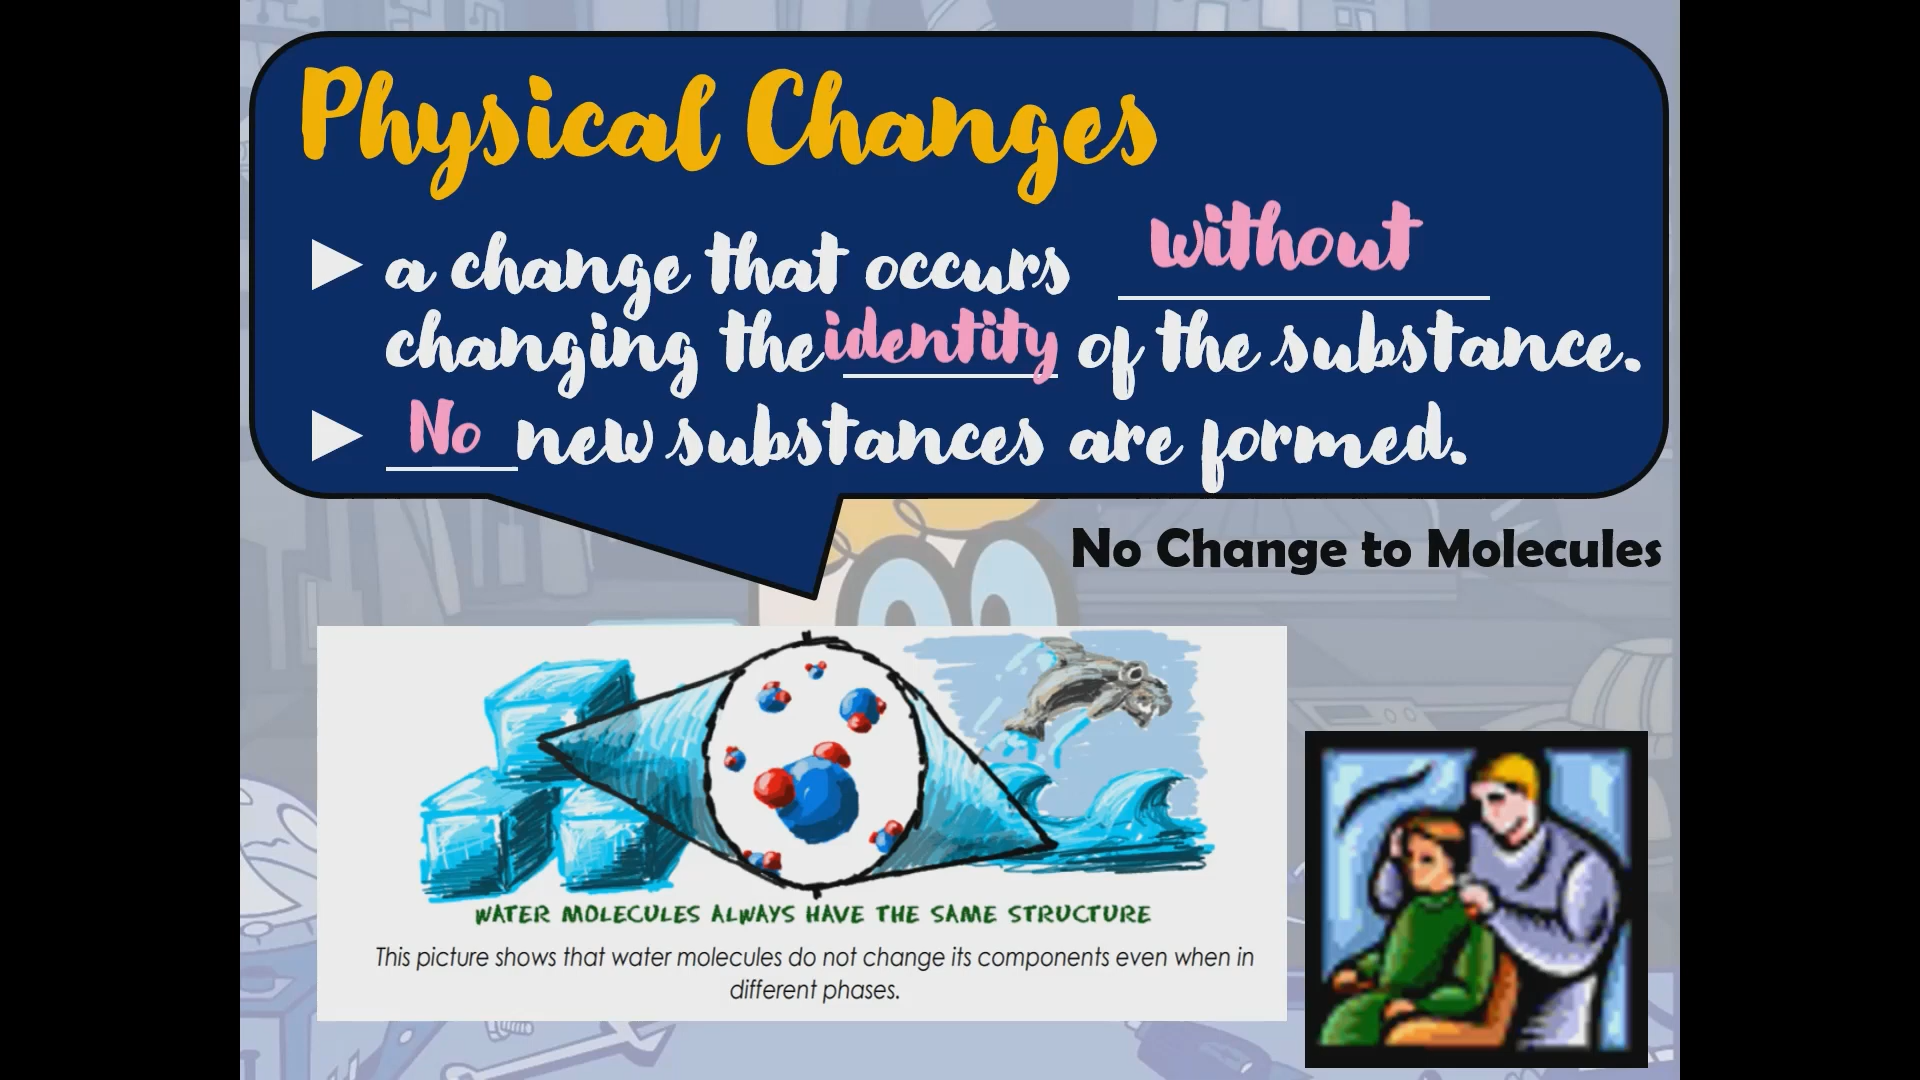 Physical Changes
► a change that occurs without
changing the identity of the substance.
► No new substances are formed.
No Change to Molecules
WATER MOLECULES ALWAYS HAVE THE SAME STRUCTURE
This picture shows that water molecules do not change its components even when in
different phases.